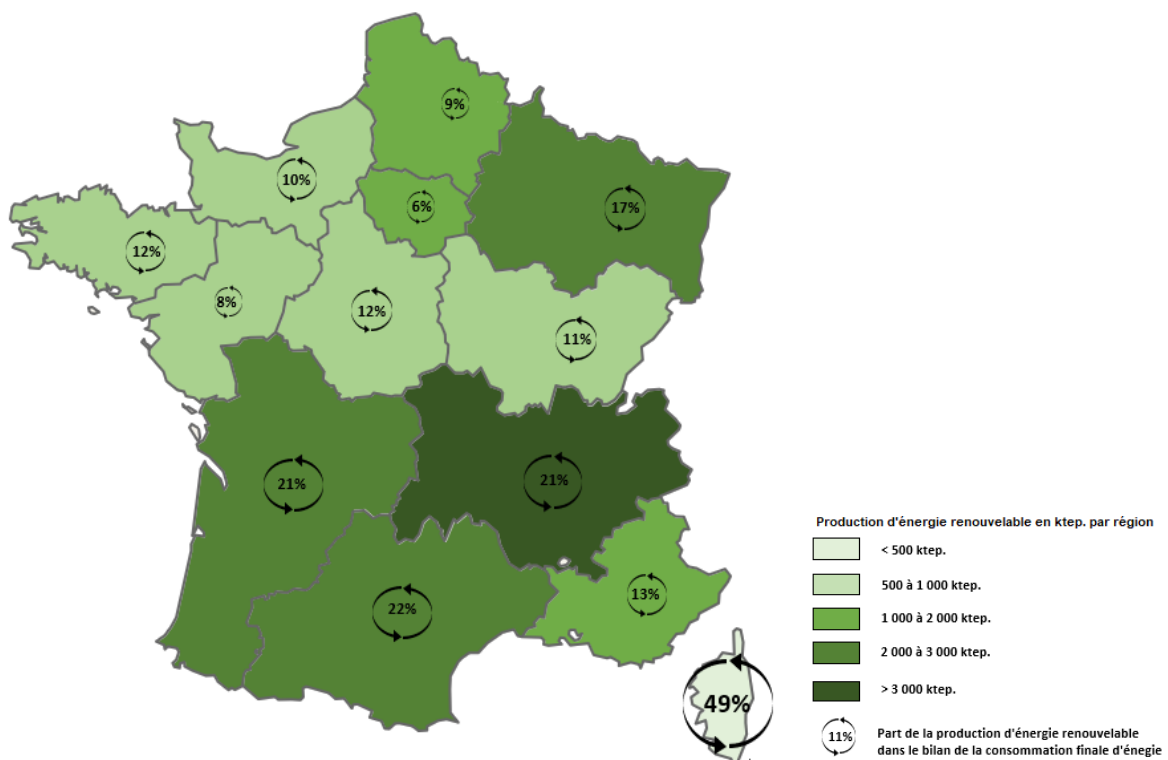 9%
10%
6%
17%
12%
8%
12%
11%
21%
21%
22%
13%
49%
Production d'énergie renouvelable en ktep. par région
< 500 ktep.
500 à 1 000 ktep.
1 000 à 2 000 ktep.
2 000 à 3 000 ktep.
> 3 000 ktep.
11%
Part de la production d'énergie renouvelable
dans le bilan de la consommation finale d'énegie